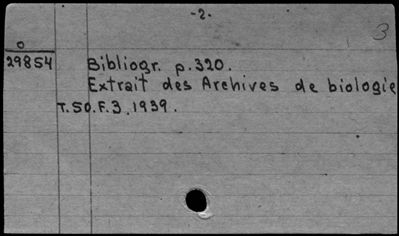 -2.
3
O
29854
Bibliogr. p.320.
Extrait des Archives de biologie
T.50.F.3.1939.